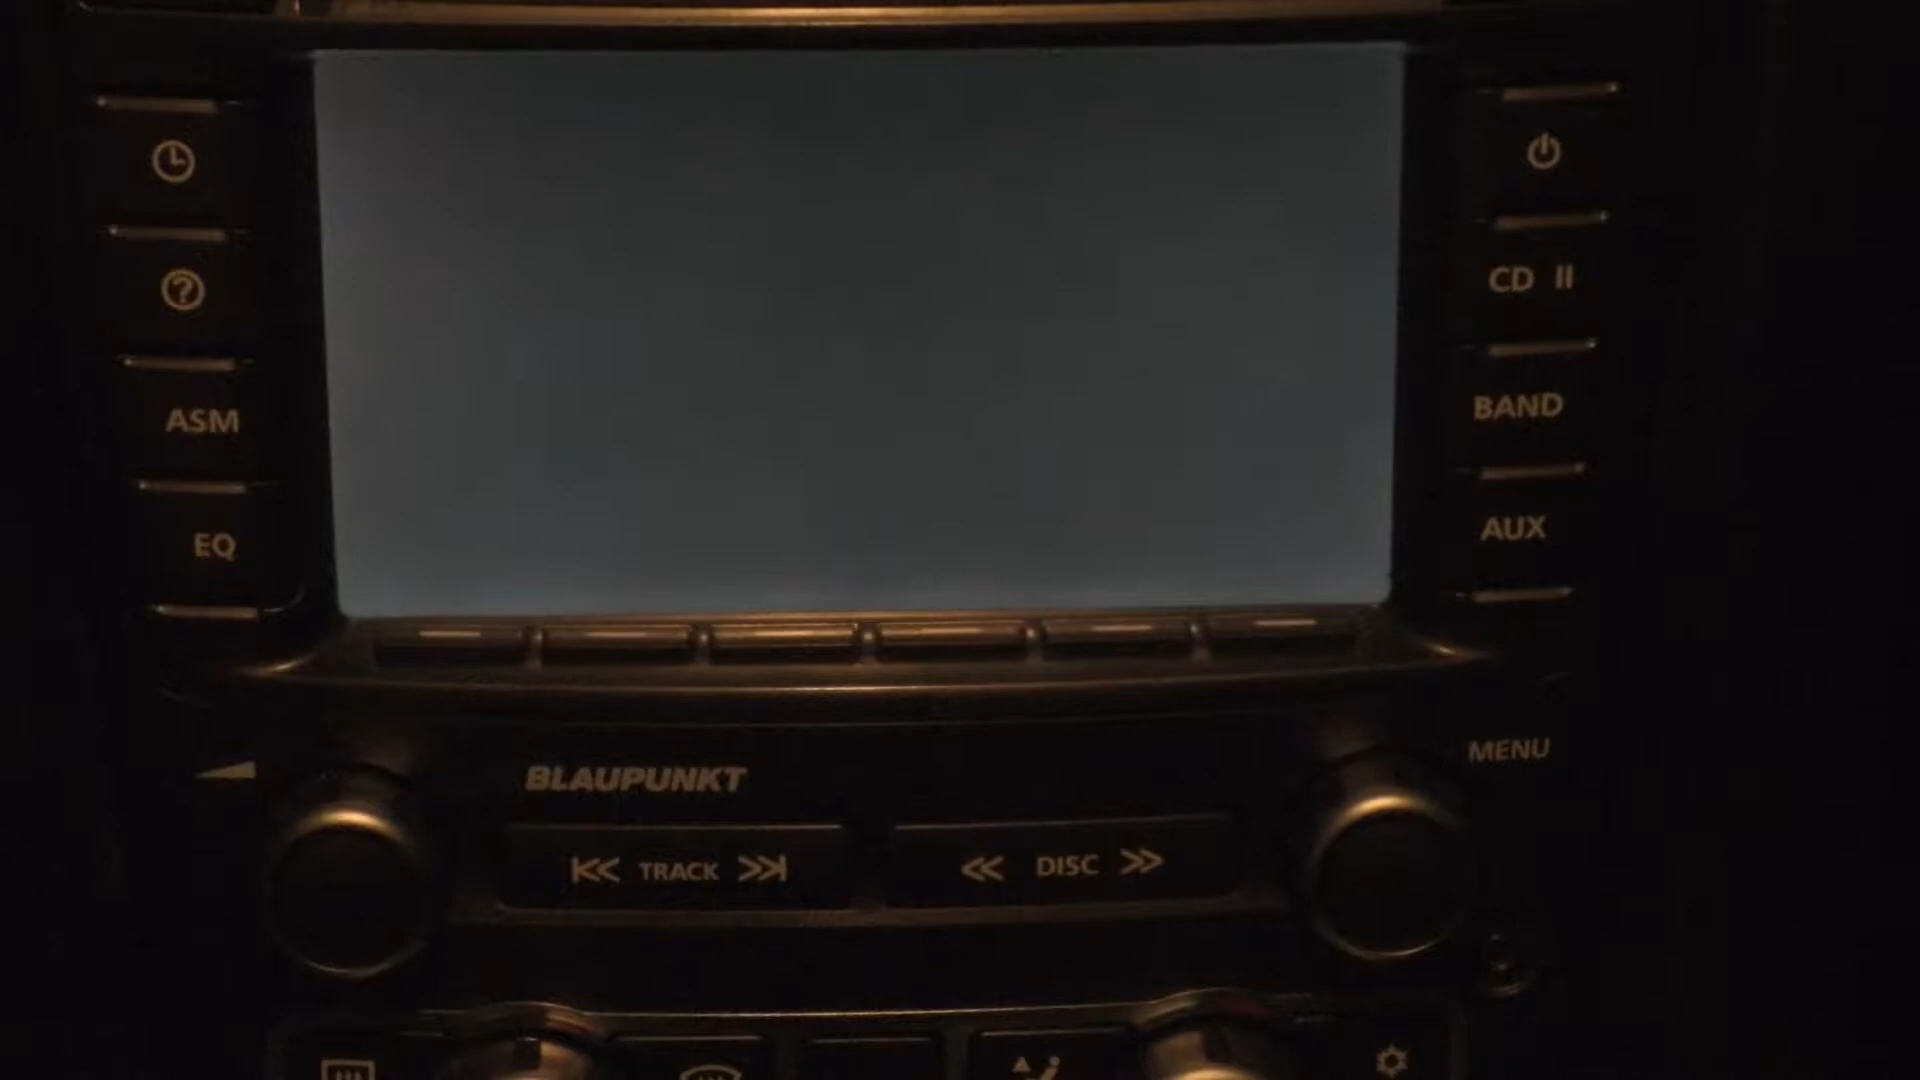 ASM
EQ
CD II
BAND
AUX
MENU
BLAUPUNKT
TRACK
DISC